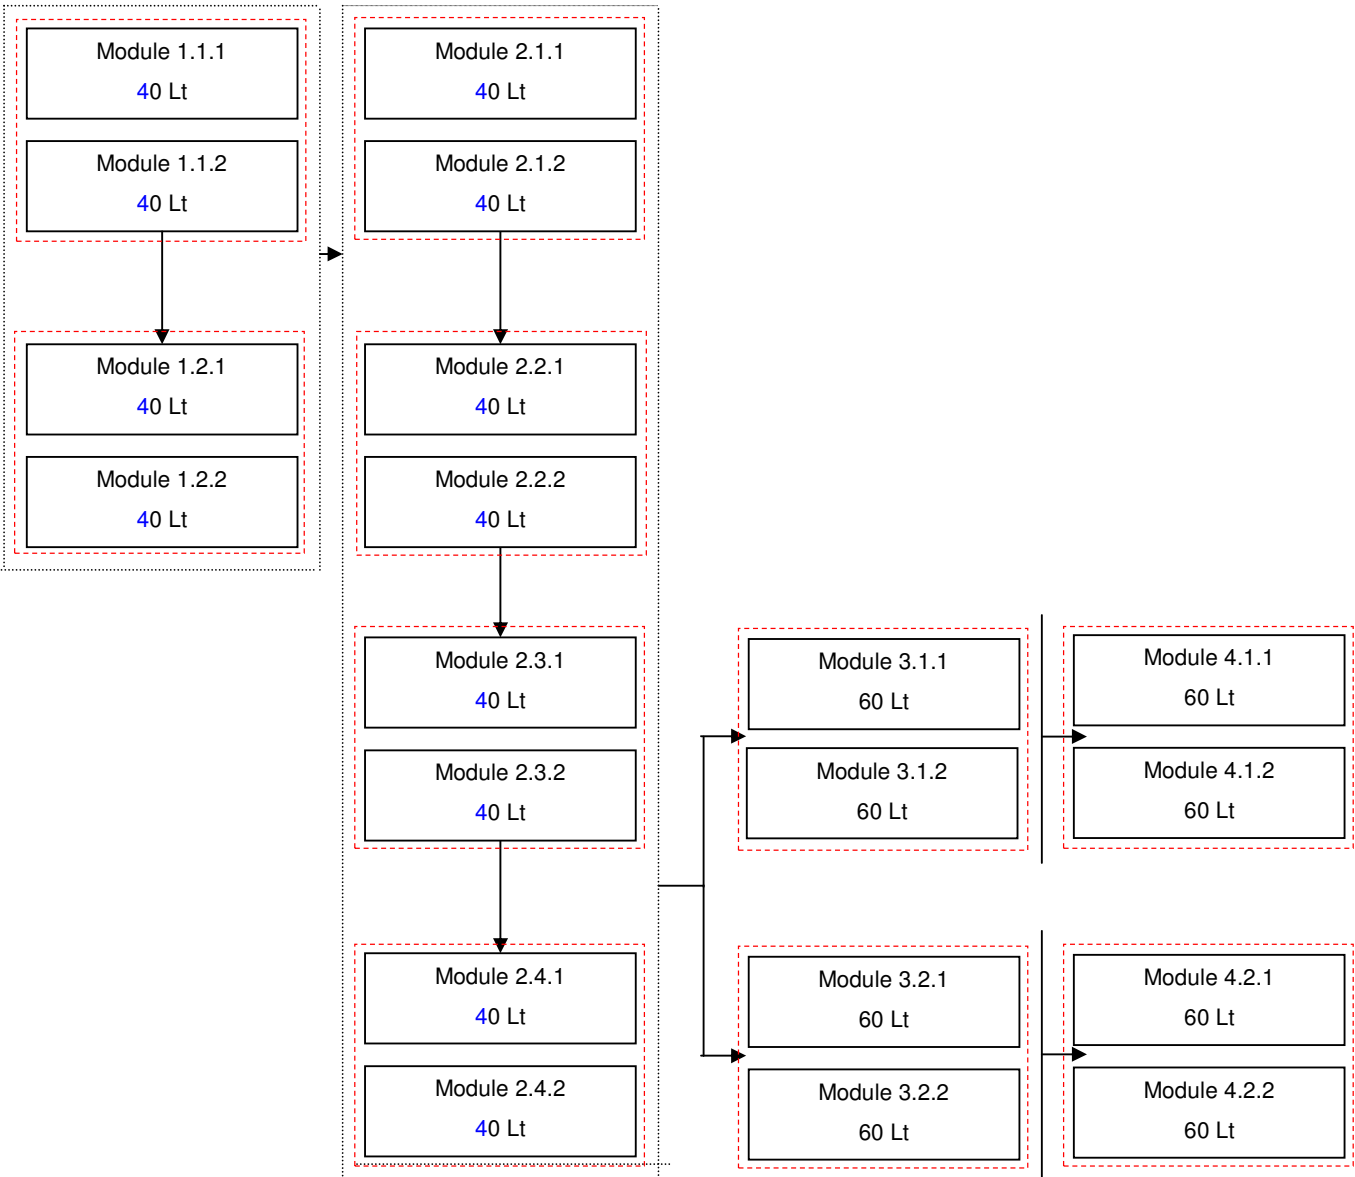 Module 1.1.1
40 Lt
Module 1.1.2
40 Lt
Module 1.2.1
40 Lt
Module 1.2.2
40 Lt
Module 2.1.1
40 Lt
Module 2.1.2
40 Lt
Module 2.2.1
40 Lt
Module 2.2.2
40 Lt
Module 2.3.1
40 Lt
Module 2.3.2
40 Lt
Module 2.4.1
40 Lt
Module 2.4.2
40 Lt
Module 3.1.1
60 Lt
Module 3.1.2
60 Lt
Module 3.2.1
60 Lt
Module 3.2.2
60 Lt
Module 4.1.1
60 Lt
Module 4.1.2
60 Lt
Module 4.2.1
60 Lt
Module 4.2.2
60 Lt